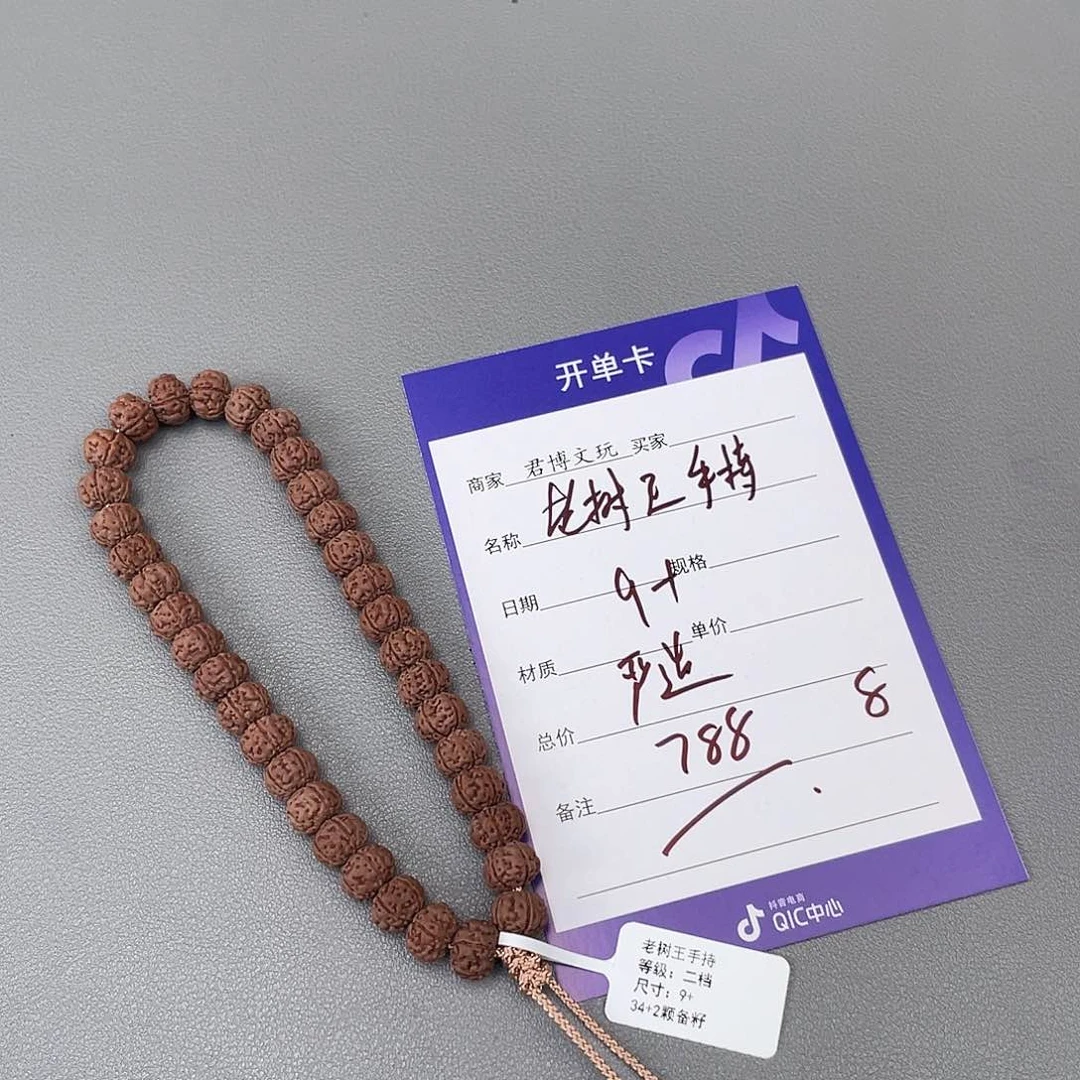 开单卡
商家 君博文玩 买家
名称 老树王手持
日期 9+ 规格
材质 严选 单价
总价 788 8
备注
抖音电商
QIC中心
老树王手持
等级：二档
尺寸：9+
34+2颗备籽